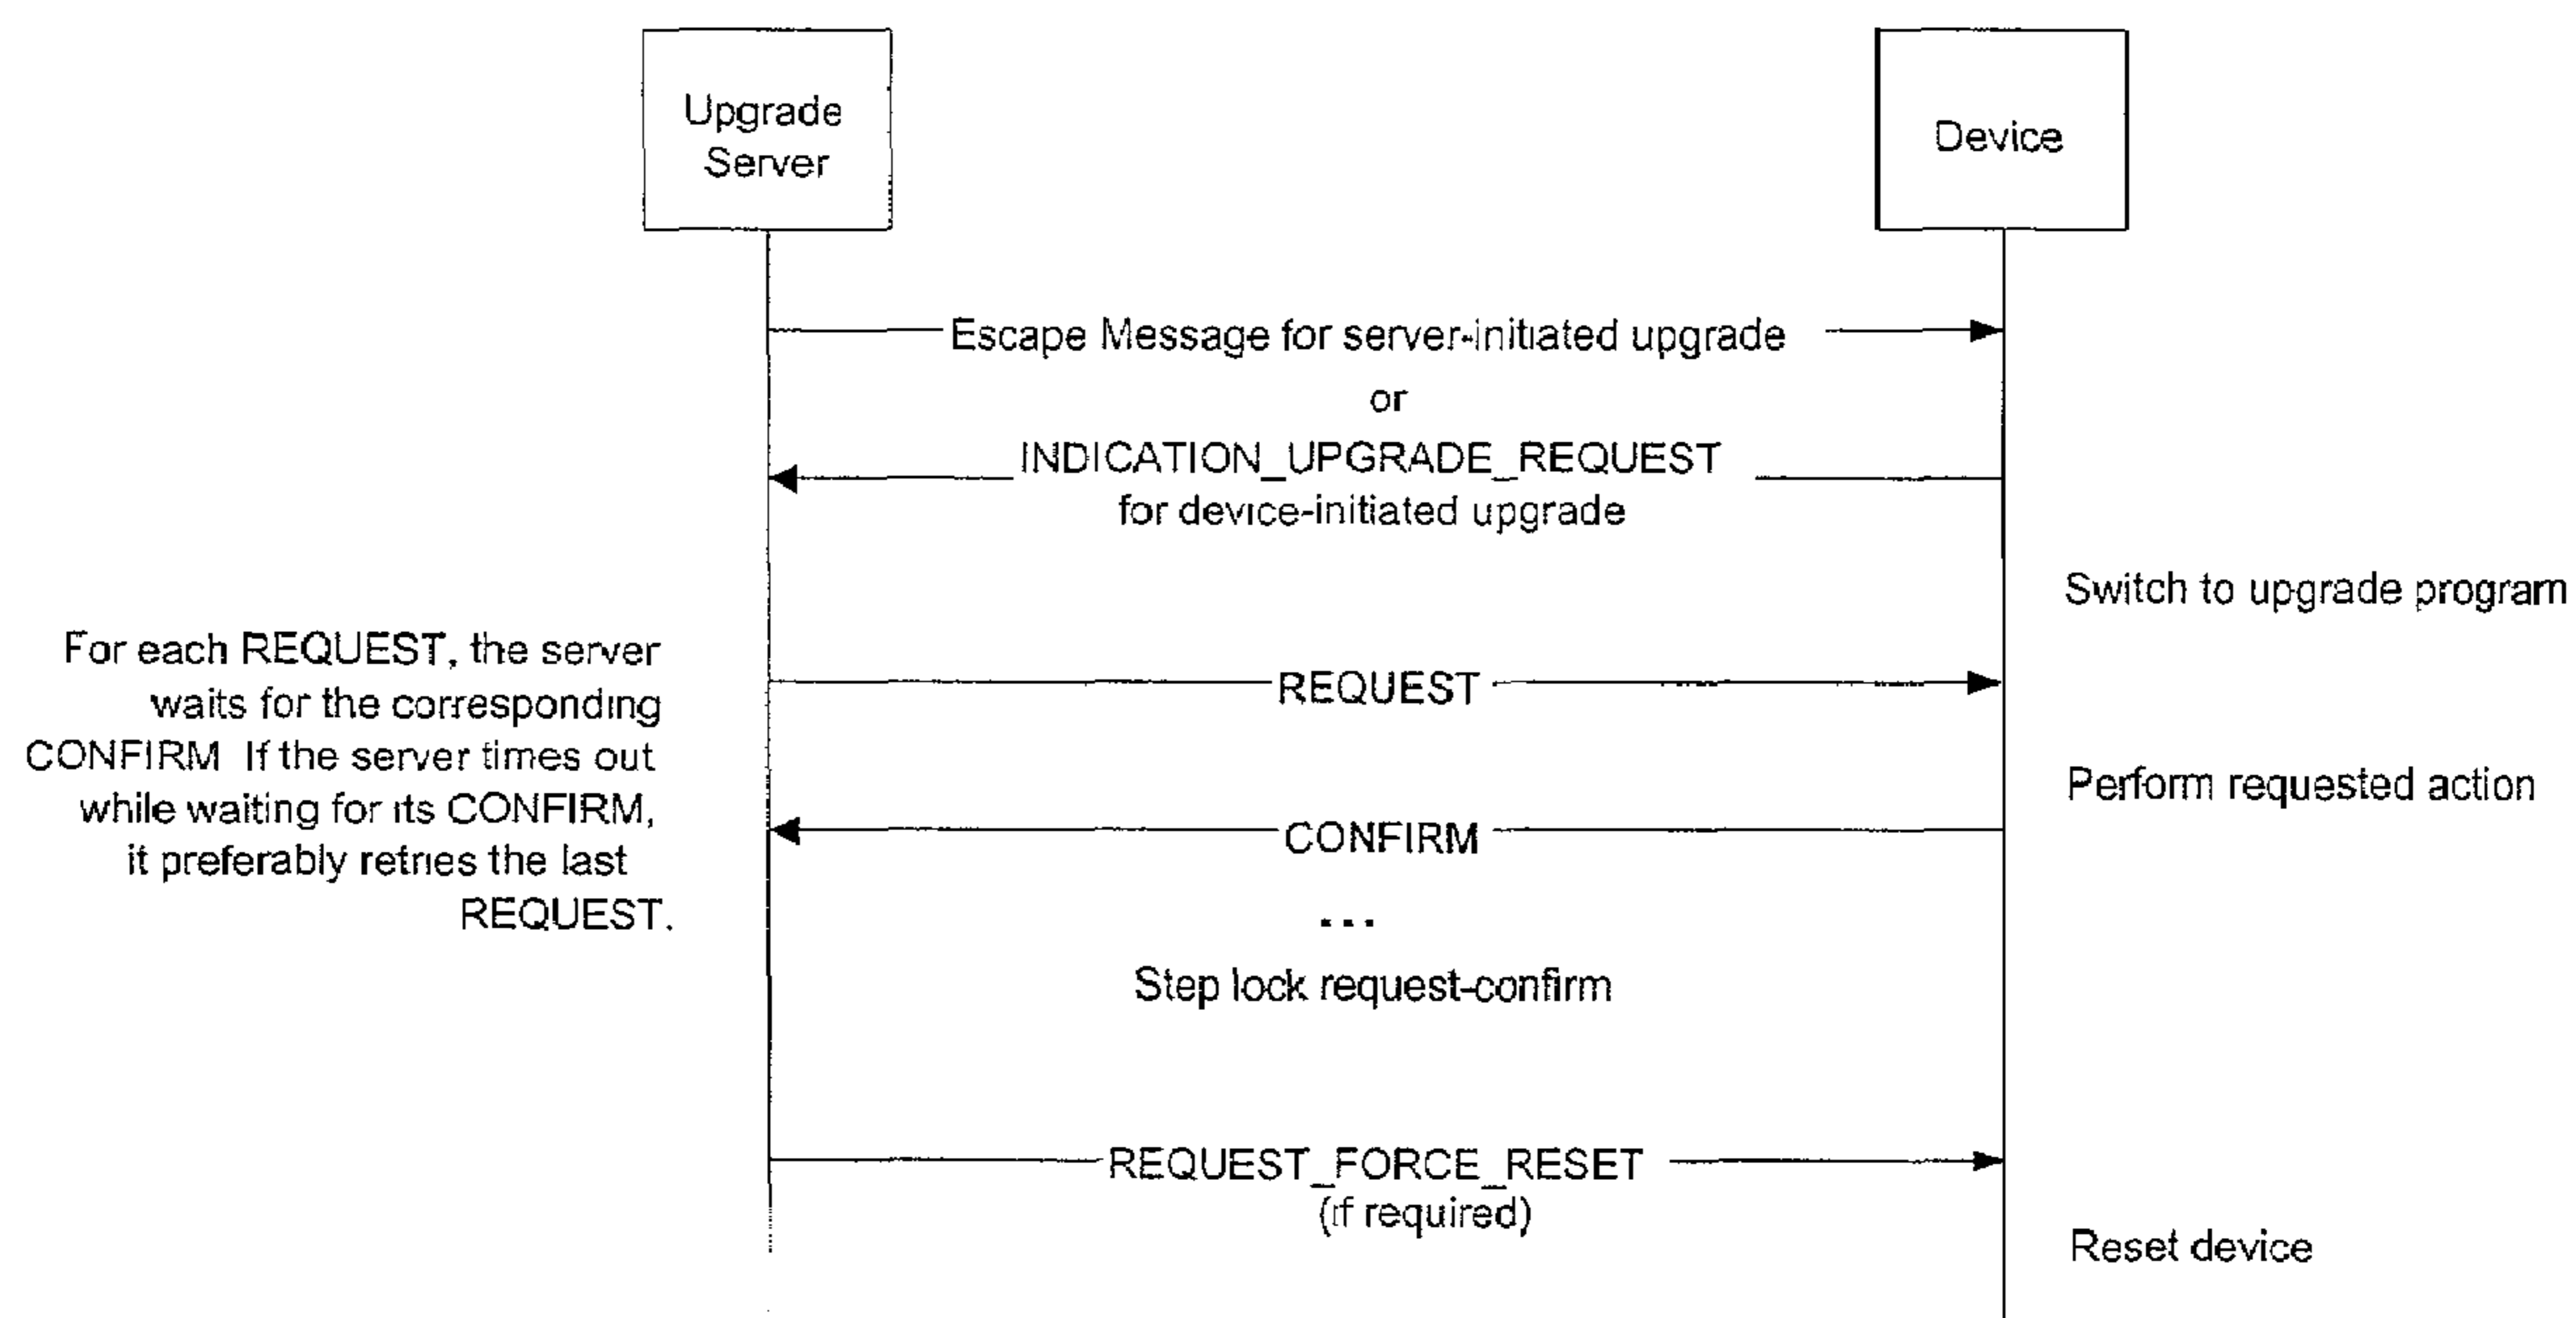 Upgrade
Server
Device
Escape Message for server-initiated upgrade
or
INDICATION_UPGRADE_REQUEST
for device-initiated upgrade
Switch to upgrade program
For each REQUEST, the server
waits for the corresponding
CONFIRM If the server times out
while waiting for its CONFIRM,
it preferably retries the last
REQUEST.
REQUEST
Perform requested action
CONFIRM
...
Step lock request-confirm
REQUEST_FORCE_RESET
(if required)
Reset device